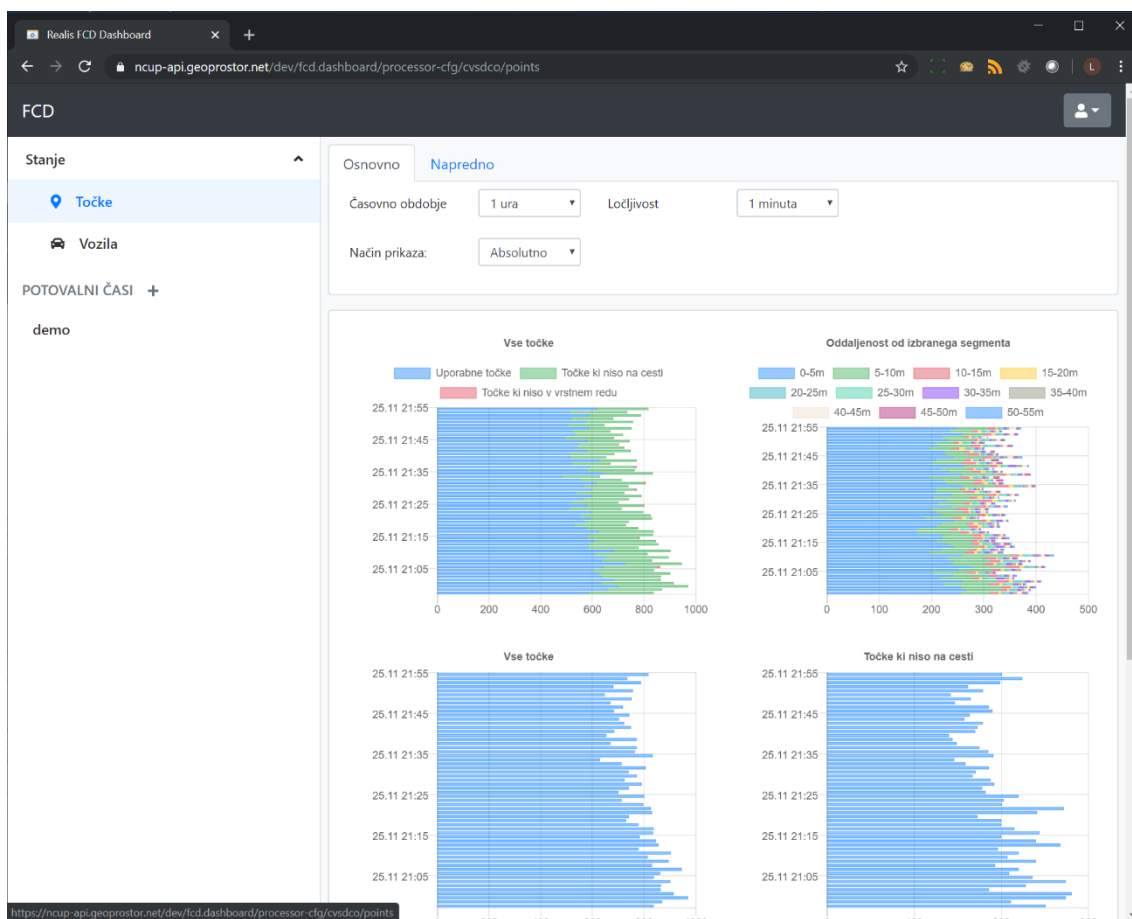 Realis FCD Dashboard
ncup-api.geoprostor.net/dev/fcd.dashboard/processor-cfg/cvsdco/points
L
FCD
Stanje
Točke
Vozila
POTOVALNI ČASI +
demo
Osnovno Napredno
Časovno obdobje 1 ura Ločljivost 1 minuta
Način prikaza: Absolutno
Vse točke
Uporabne točke Točke ki niso na cesti
Točke ki niso v vrstnem redu
25.11 21:55
25.11 21:45
25.11 21:35
25.11 21:25
25.11 21:15
25.11 21:05
0 200 400 600 800 1000
Oddaljenost od izbranega segmenta
0-5m 5-10m 10-15m 15-20m
20-25m 25-30m 30-35m 35-40m
40-45m 45-50m 50-55m
25.11 21:55
25.11 21:45
25.11 21:35
25.11 21:25
25.11 21:15
25.11 21:05
0 100 200 300 400 500
Vse točke
25.11 21:55
25.11 21:45
25.11 21:35
25.11 21:25
25.11 21:15
25.11 21:05
Točke ki niso na cesti
25.11 21:55
25.11 21:45
25.11 21:35
25.11 21:25
25.11 21:15
25.11 21:05
https://ncup-api.geoprostor.net/dev/fcd.dashboard/processor-cfg/cvsdco/points